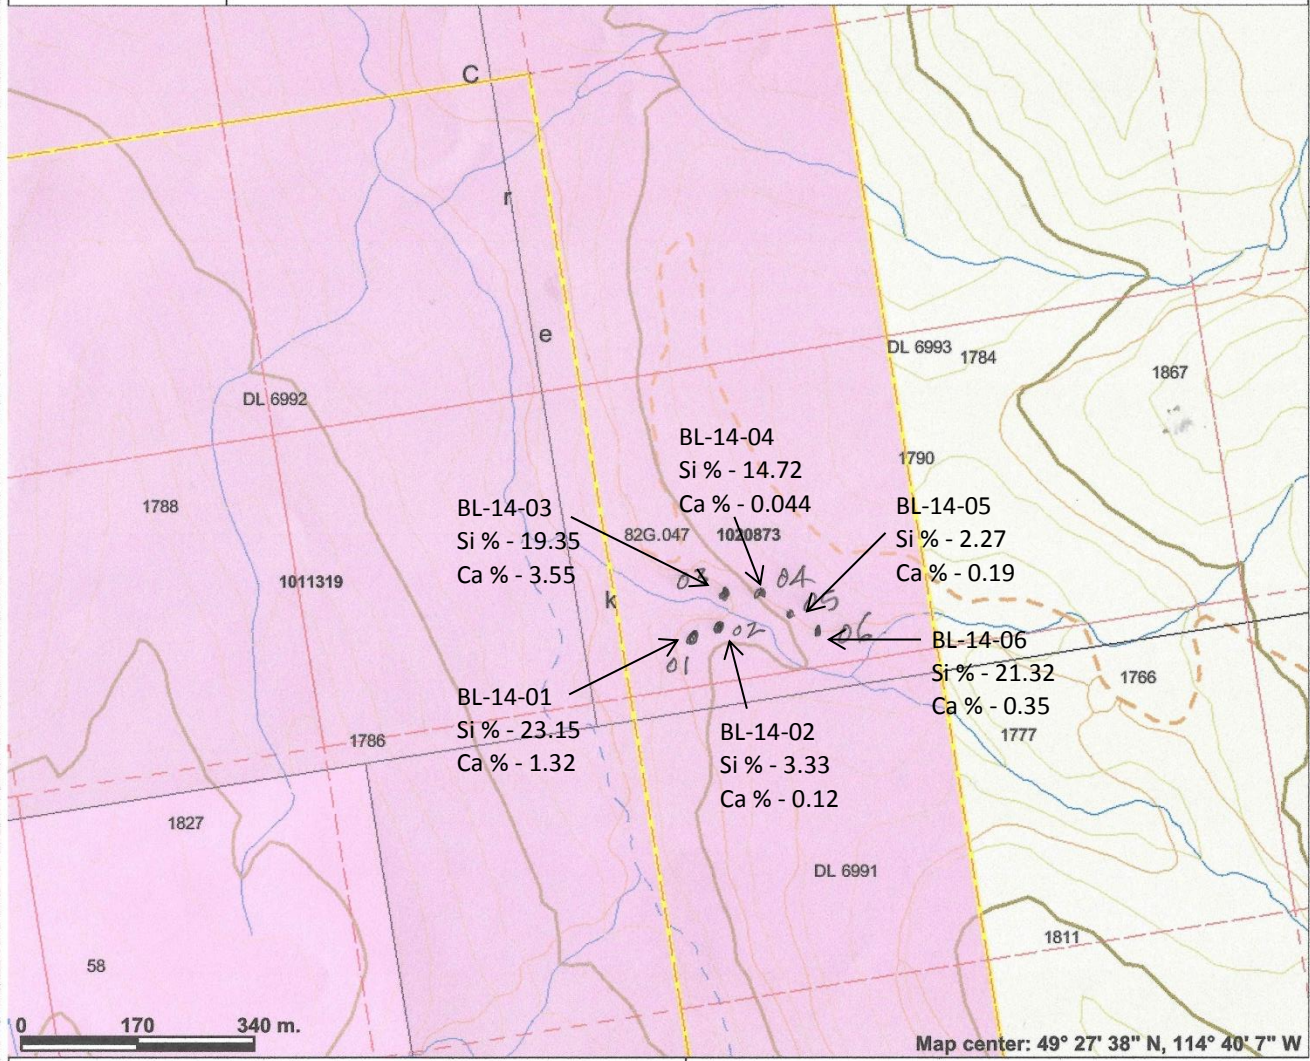 C
r
e
DL 6993
1784
1867
DL 6992
BL-14-04
Si % - 14.72
Ca % - 0.044
1790
1788
BL-14-03
Si % - 19.35
Ca % - 3.55
BL-14-05
Si % - 2.27
Ca % - 0.19
82G.047
1020873
1011319
k
03
04
05
02
06
01
BL-14-06
Si % - 21.32
Ca % - 0.35
1766
BL-14-01
Si % - 23.15
Ca % - 1.32
BL-14-02
Si % - 3.33
Ca % - 0.12
1777
1786
1827
DL 6991
1811
58
0 170 340 m.
Map center: 49° 27' 38" N, 114° 40' 7" W